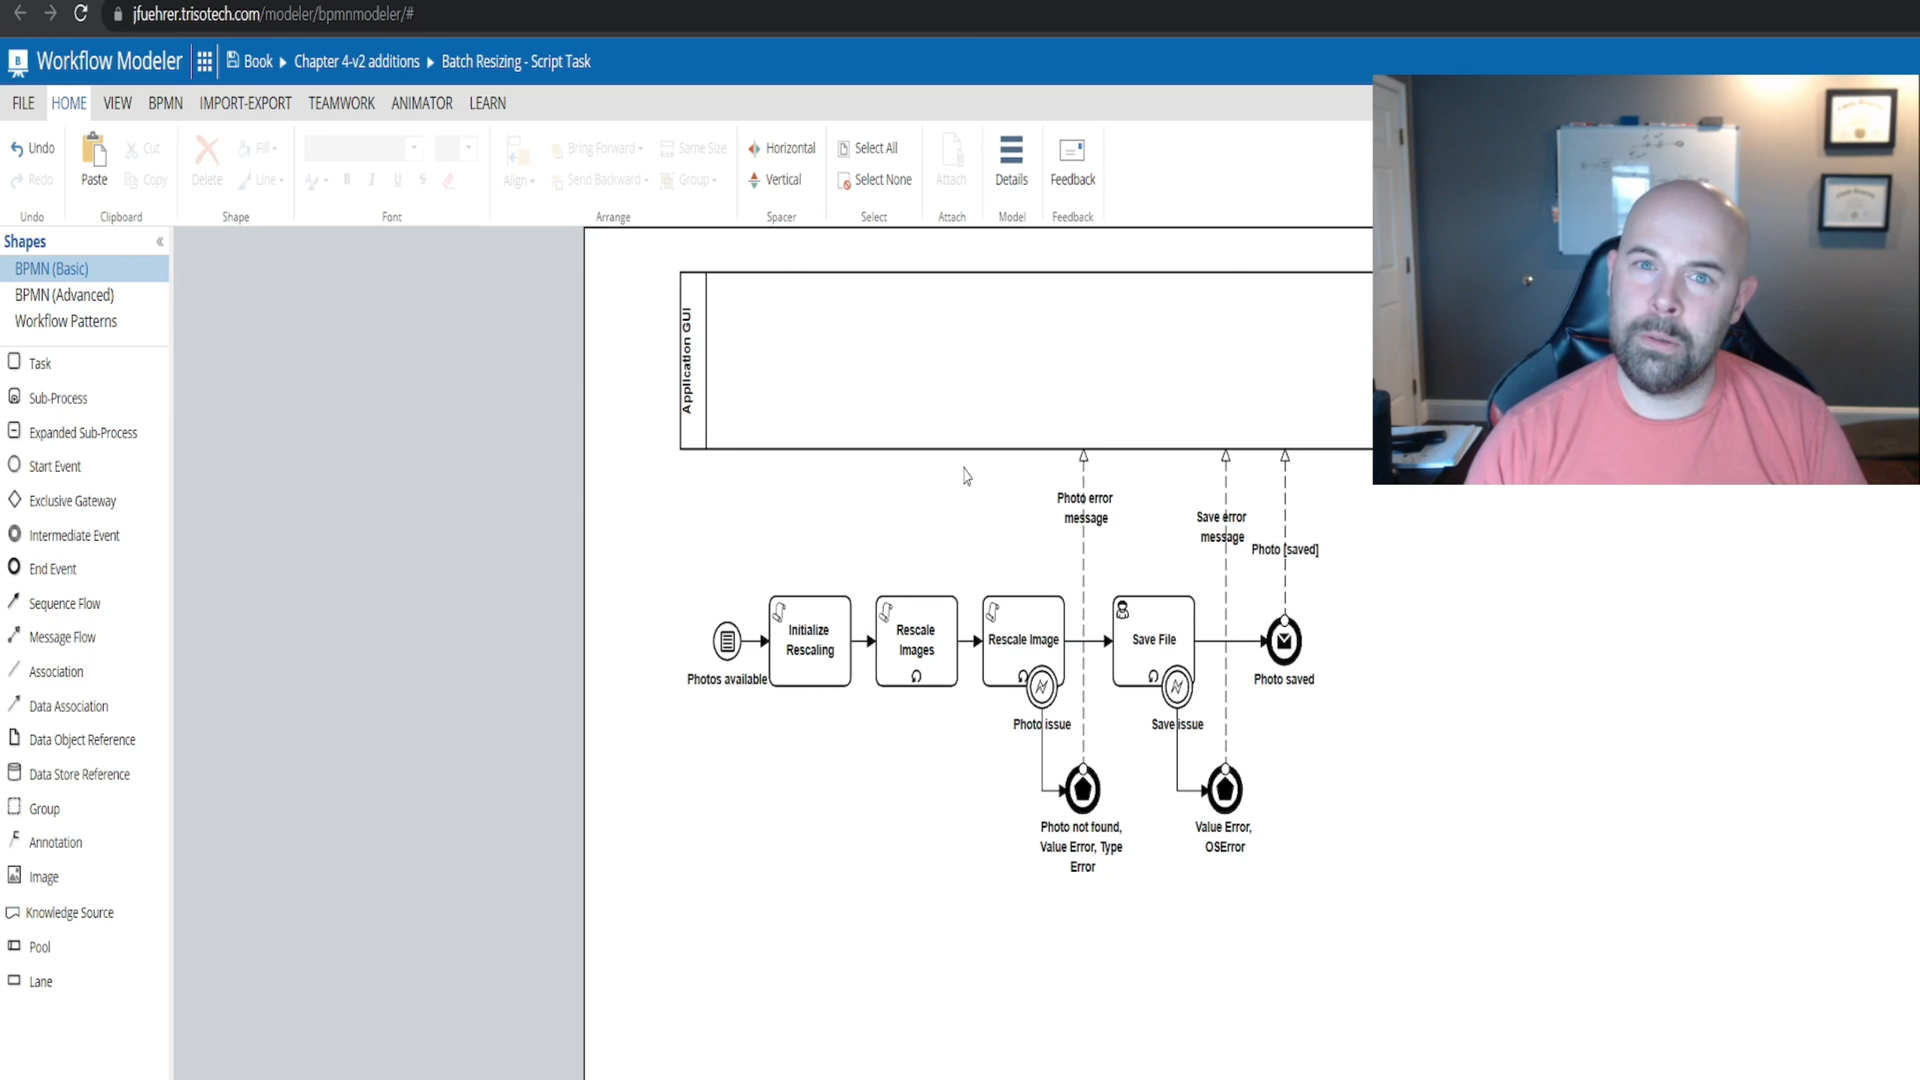 jfuehrer.trisotech.com/modeler/bpmnmodeler/#
Workflow Modeler
Book
Chapter 4-v2 additions
Batch Resizing - Script Task
FILE
HOME
VIEW
BPMN
IMPORT-EXPORT
TEAMWORK
ANIMATOR
LEARN
Undo
Redo
Undo
Paste
Cut
Copy
Clipboard
Delete
Fill
Line
Shape
B
I
U
S
Font
Align
Bring Forward
Send Backward
Same Size
Group
Arrange
Horizontal
Vertical
Spacer
Select All
Select None
Select
Attach
Attach
Details
Model
Feedback
Feedback
Shapes
BPMN (Basic)
BPMN (Advanced)
Workflow Patterns
Task
Sub-Process
Expanded Sub-Process
Start Event
Exclusive Gateway
Intermediate Event
End Event
Sequence Flow
Message Flow
Association
Data Association
Data Object Reference
Data Store Reference
Group
Annotation
Image
Knowledge Source
Pool
Lane
Application GUI
Photo error
message
Save error
message
Photo [saved]
Photos available
Initialize
Rescaling
Rescale
Images
Rescale Image
Save File
Photo saved
Photo issue
Save issue
Photo not found,
Value Error, Type
Error
Value Error,
OSError